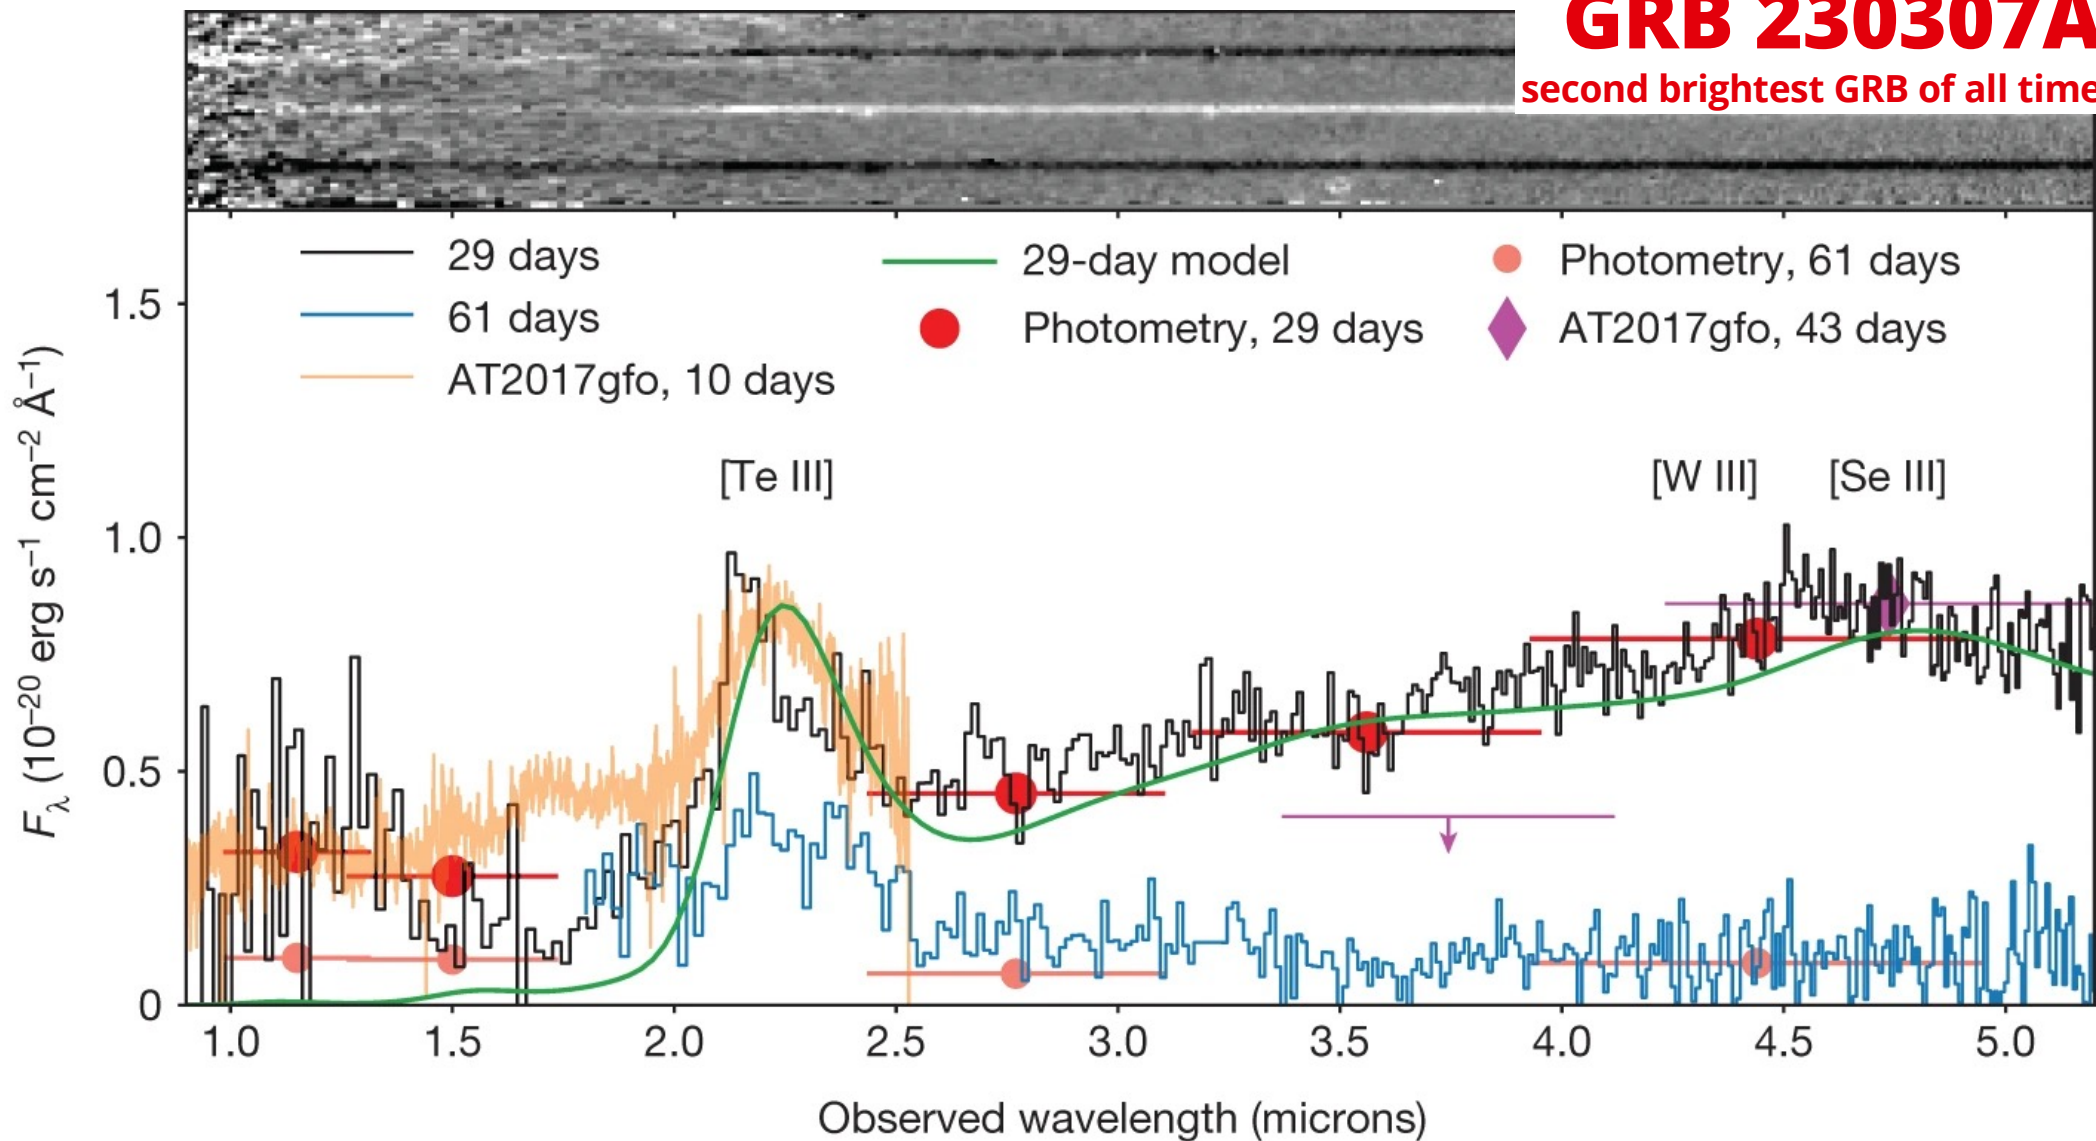 GRB 230307A
second brightest GRB of all time
29 days
61 days
AT2017gfo, 10 days
29-day model
Photometry, 29 days
Photometry, 61 days
AT2017gfo, 43 days
[Te III]
[W III]
[Se III]
1.5
1.0
0.5
0
Fλ (10⁻²⁰ erg s⁻¹ cm⁻² Å⁻¹)
1.0 1.5 2.0 2.5 3.0 3.5 4.0 4.5 5.0
Observed wavelength (microns)